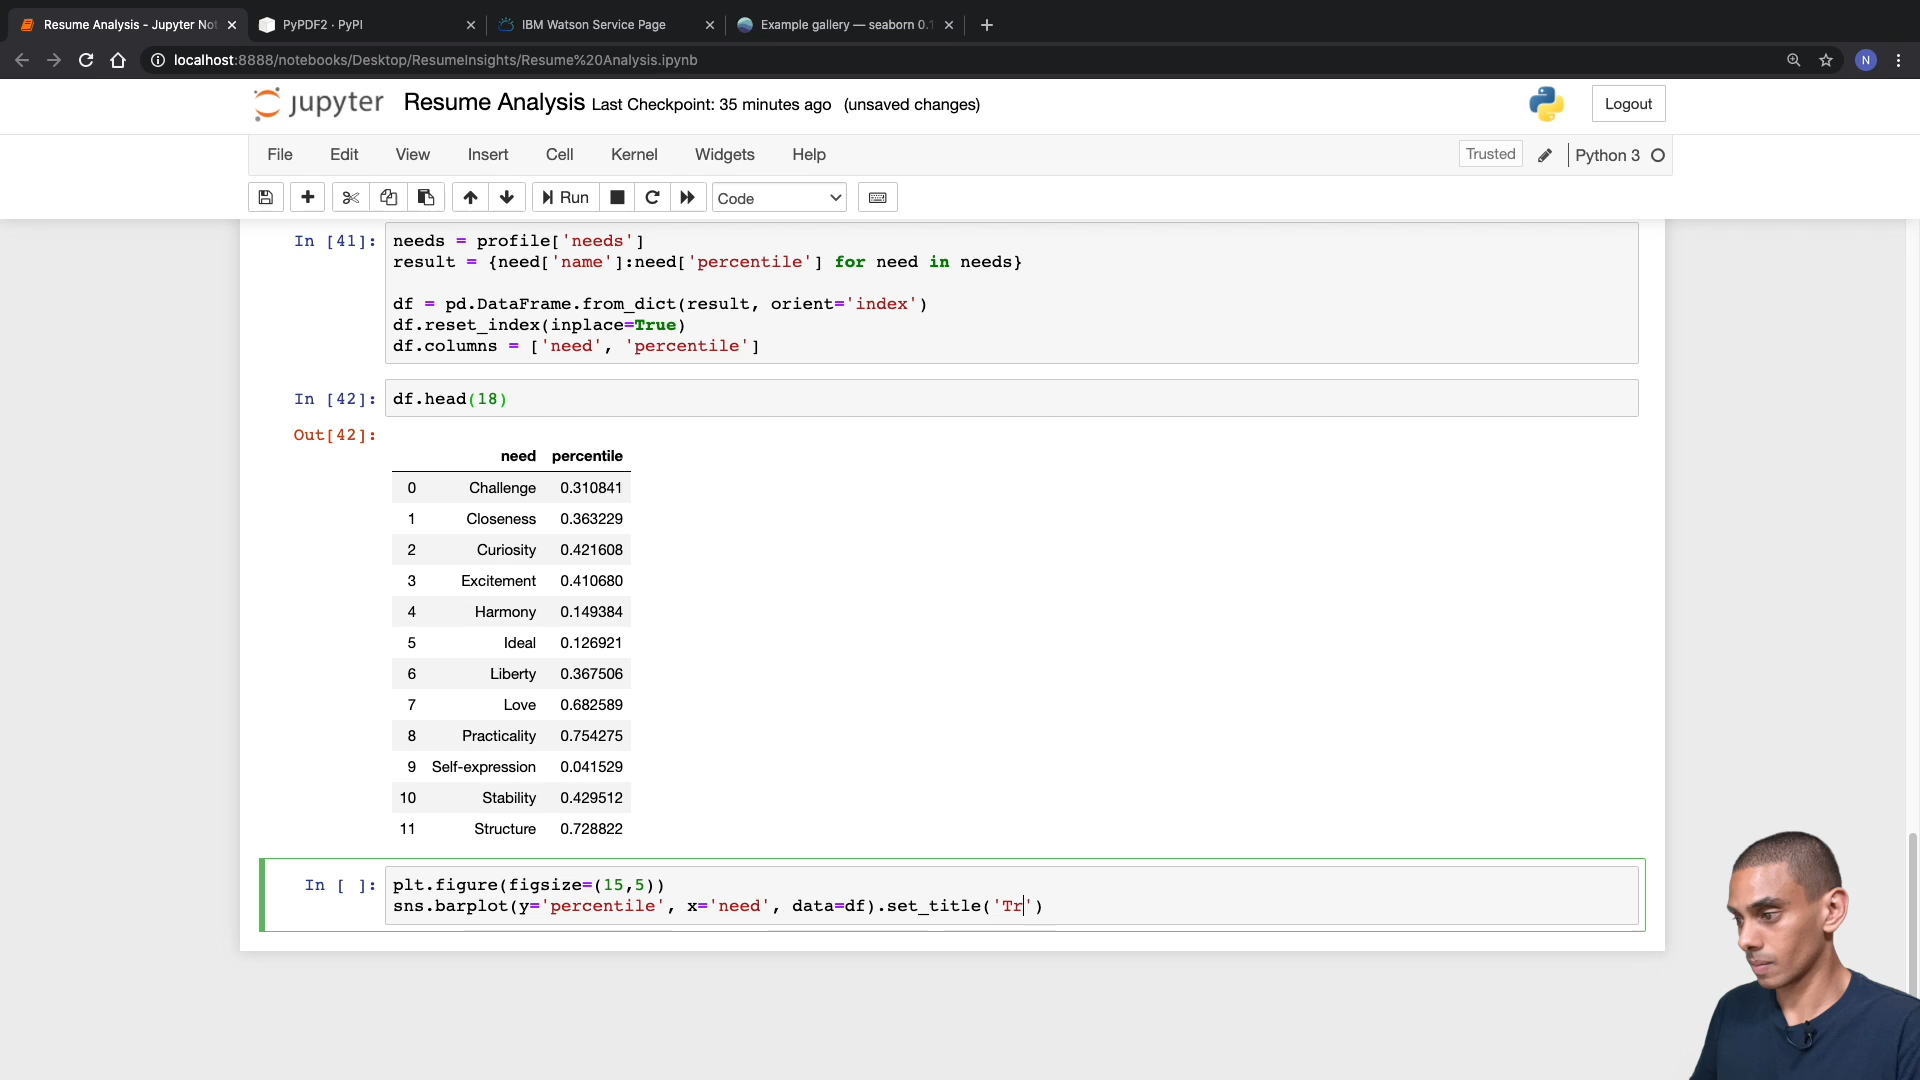 Resume Analysis - Jupyter Not
PyPDF2 · PyPI
IBM Watson Service Page
Example gallery — seaborn 0.1
localhost:8888/notebooks/Desktop/ResumeInsights/Resume%20Analysis.ipynb
N
jupyter Resume Analysis Last Checkpoint: 35 minutes ago (unsaved changes)
Logout
File Edit View Insert Cell Kernel Widgets Help
Trusted
Python 3
Run
Code
In [41]:
needs = profile['needs']
result = {need['name']:need['percentile'] for need in needs}
df = pd.DataFrame.from_dict(result, orient='index')
df.reset_index(inplace=True)
df.columns = ['need', 'percentile']
In [42]: df.head(18)
Out[42]:
need percentile
0 Challenge 0.310841
1 Closeness 0.363229
2 Curiosity 0.421608
3 Excitement 0.410680
4 Harmony 0.149384
5 Ideal 0.126921
6 Liberty 0.367506
7 Love 0.682589
8 Practicality 0.754275
9 Self-expression 0.041529
10 Stability 0.429512
11 Structure 0.728822
In [ ]: plt.figure(figsize=(15,5))
sns.barplot(y='percentile', x='need', data=df).set_title('Tr')